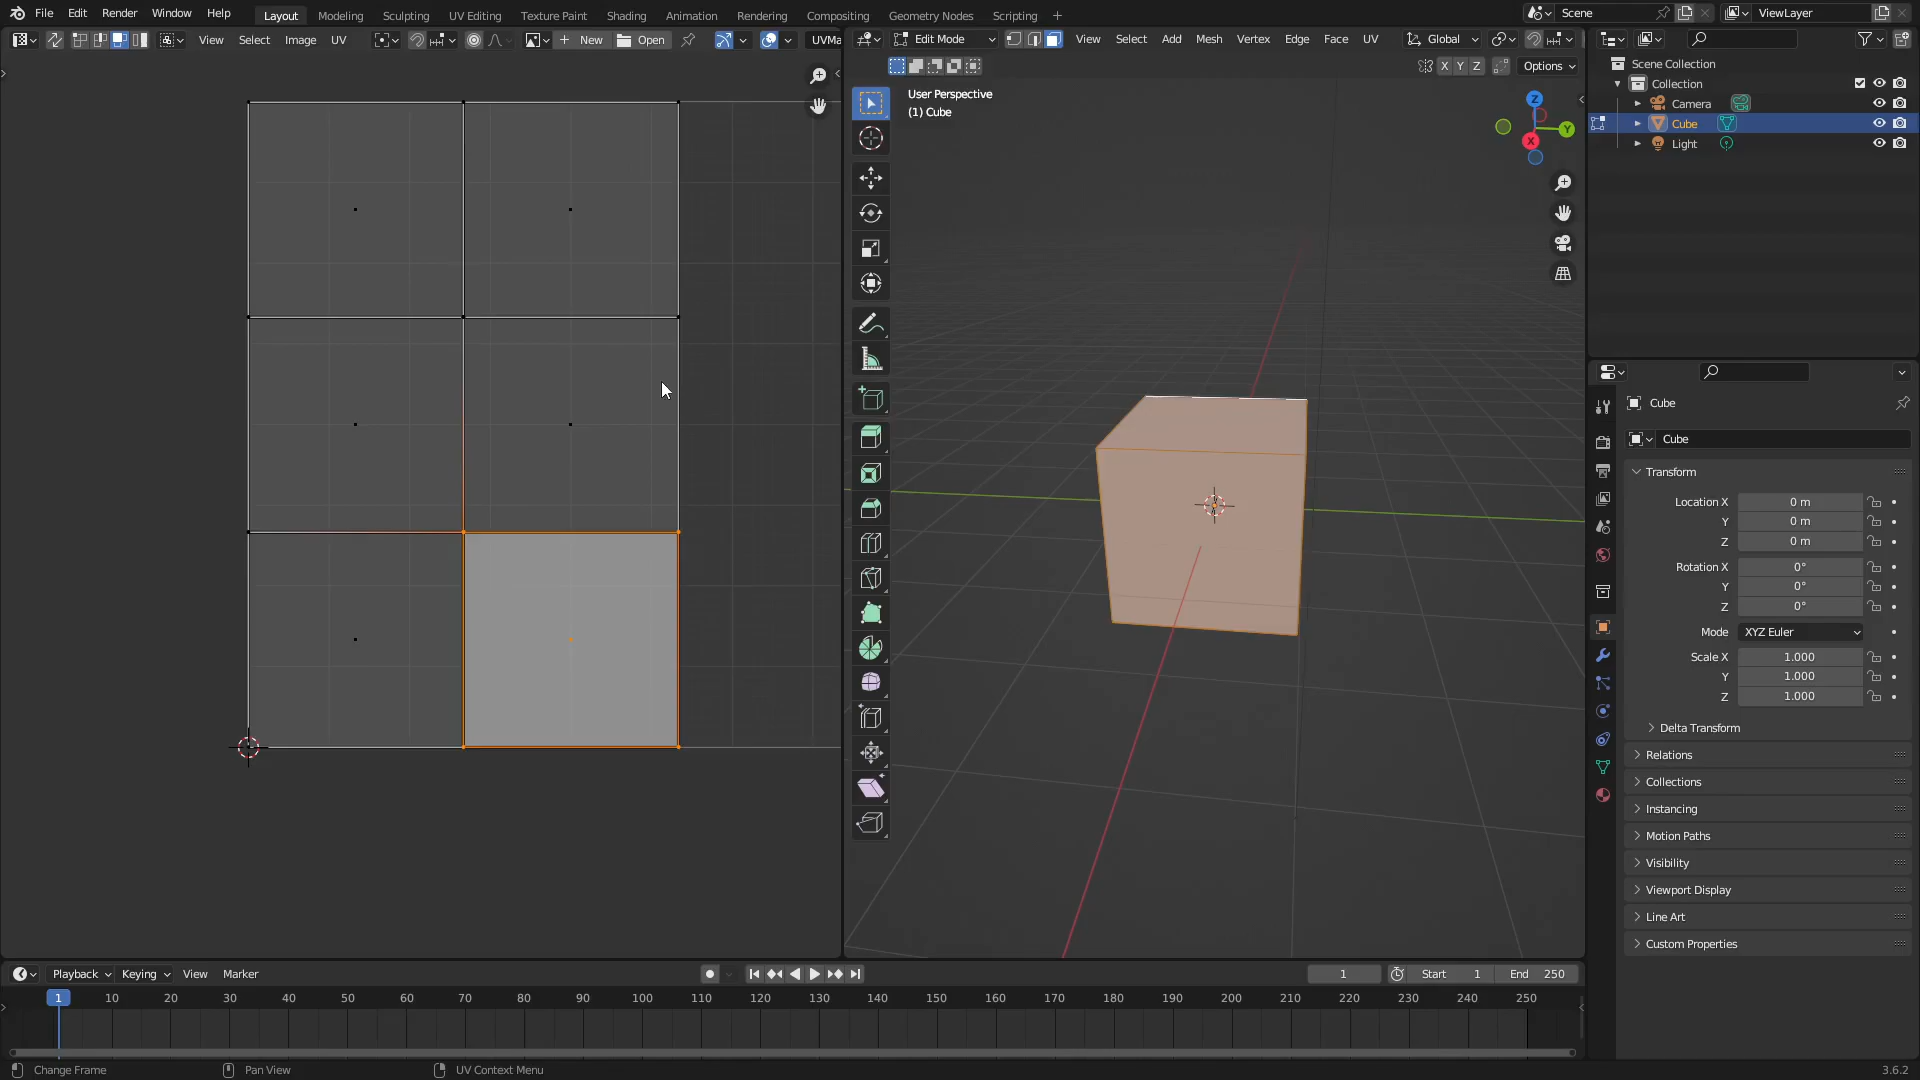 File Edit Render Window Help Layout Modeling Sculpting UV Editing Texture Paint Shading Animation Rendering Compositing Geometry Nodes Scripting + Scene ViewLayer
View Select Image UV New Open UVMa Edit Mode View Select Add Mesh Vertex Edge Face UV Global
X Y Z Options
User Perspective
(1) Cube
Z
Y
X
Scene Collection
Collection
Camera
Cube
Light
Cube
Cube
Transform
Location X 0 m
Y 0 m
Z 0 m
Rotation X 0°
Y 0°
Z 0°
Mode XYZ Euler
Scale X 1.000
Y 1.000
Z 1.000
Delta Transform
Relations
Collections
Instancing
Motion Paths
Visibility
Viewport Display
Line Art
Custom Properties
Playback Keying View Marker 1 Start 1 End 250
1 10 20 30 40 50 60 70 80 90 100 110 120 130 140 150 160 170 180 190 200 210 220 230 240 250
Change Frame Pan View UV Context Menu 3.6.2